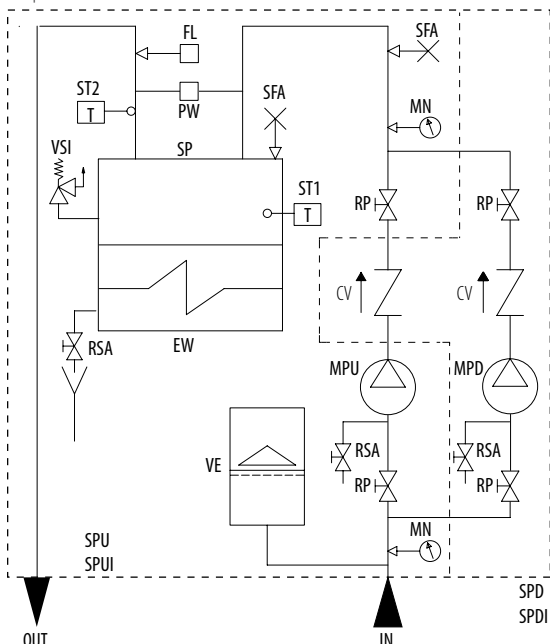 FL
SFA
ST2
T
PW
SFA
MN
VSI
SP
ST1
T
RP
RP
CV
CV
RSA
EW
MPU
MPD
VE
RSA
RSA
RP
RP
MN
SPU
SPUI
SPD
SPDI
OUT
IN